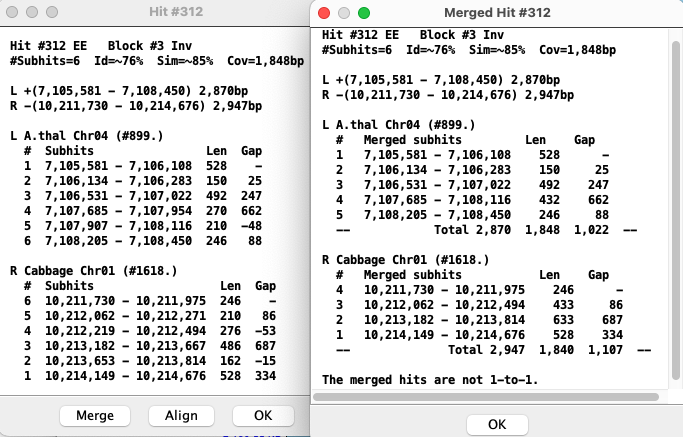 Hit #312
Hit #312 EE   Block #3 Inv
#Subhits=6  Id=~76%  Sim=~85%  Cov=1,848bp
L +(7,105,581 – 7,108,450) 2,870bp
R –(10,211,730 – 10,214,676) 2,947bp
L A.thal Chr04 (#899.)
#  Subhits  Len  Gap
1  7,105,581 – 7,106,108  528  –
2  7,106,134 – 7,106,283  150  25
3  7,106,531 – 7,107,022  492  247
4  7,107,685 – 7,107,954  270  662
5  7,107,907 – 7,108,116  210  –48
6  7,108,205 – 7,108,450  246  88
R Cabbage Chr01 (#1618.)
#  Subhits  Len  Gap
6  10,211,730 – 10,211,975  246  –
5  10,212,062 – 10,212,271  210  86
4  10,212,219 – 10,212,494  276  –53
3  10,213,182 – 10,213,667  486  687
2  10,213,653 – 10,213,814  162  –15
1  10,214,149 – 10,214,676  528  334
Merge  Align  OK
Merged Hit #312
Hit #312 EE   Block #3 Inv
#Subhits=6  Id=~76%  Sim=~85%  Cov=1,848bp
L +(7,105,581 – 7,108,450) 2,870bp
R –(10,211,730 – 10,214,676) 2,947bp
L A.thal Chr04 (#899.)
#  Merged subhits  Len  Gap
1  7,105,581 – 7,106,108  528  –
2  7,106,134 – 7,106,283  150  25
3  7,106,531 – 7,107,022  492  247
4  7,107,685 – 7,108,116  432  662
5  7,108,205 – 7,108,450  246  88
––  Total 2,870  1,848  1,022  ––
R Cabbage Chr01 (#1618.)
#  Merged subhits  Len  Gap
4  10,211,730 – 10,211,975  246  –
3  10,212,062 – 10,212,494  433  86
2  10,213,182 – 10,213,814  633  687
1  10,214,149 – 10,214,676  528  334
––  Total 2,947  1,840  1,107  ––
The merged hits are not 1–to–1.
OK